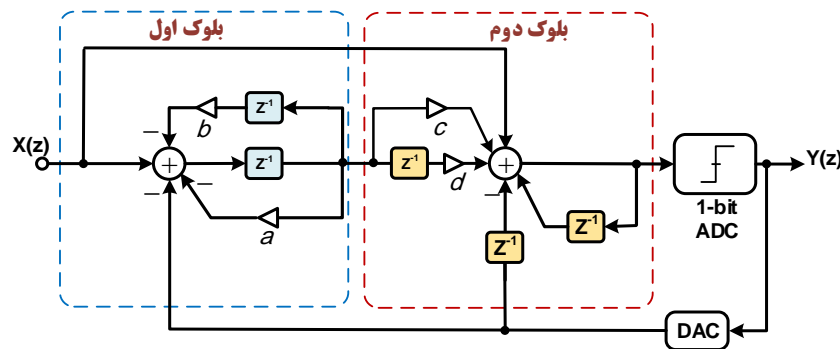 بلوک اول
بلوک دوم
X(z)
b
Z⁻¹
Z⁻¹
a
c
Z⁻¹
d
Z⁻¹
Z⁻¹
1-bit
ADC
Y(z)
DAC